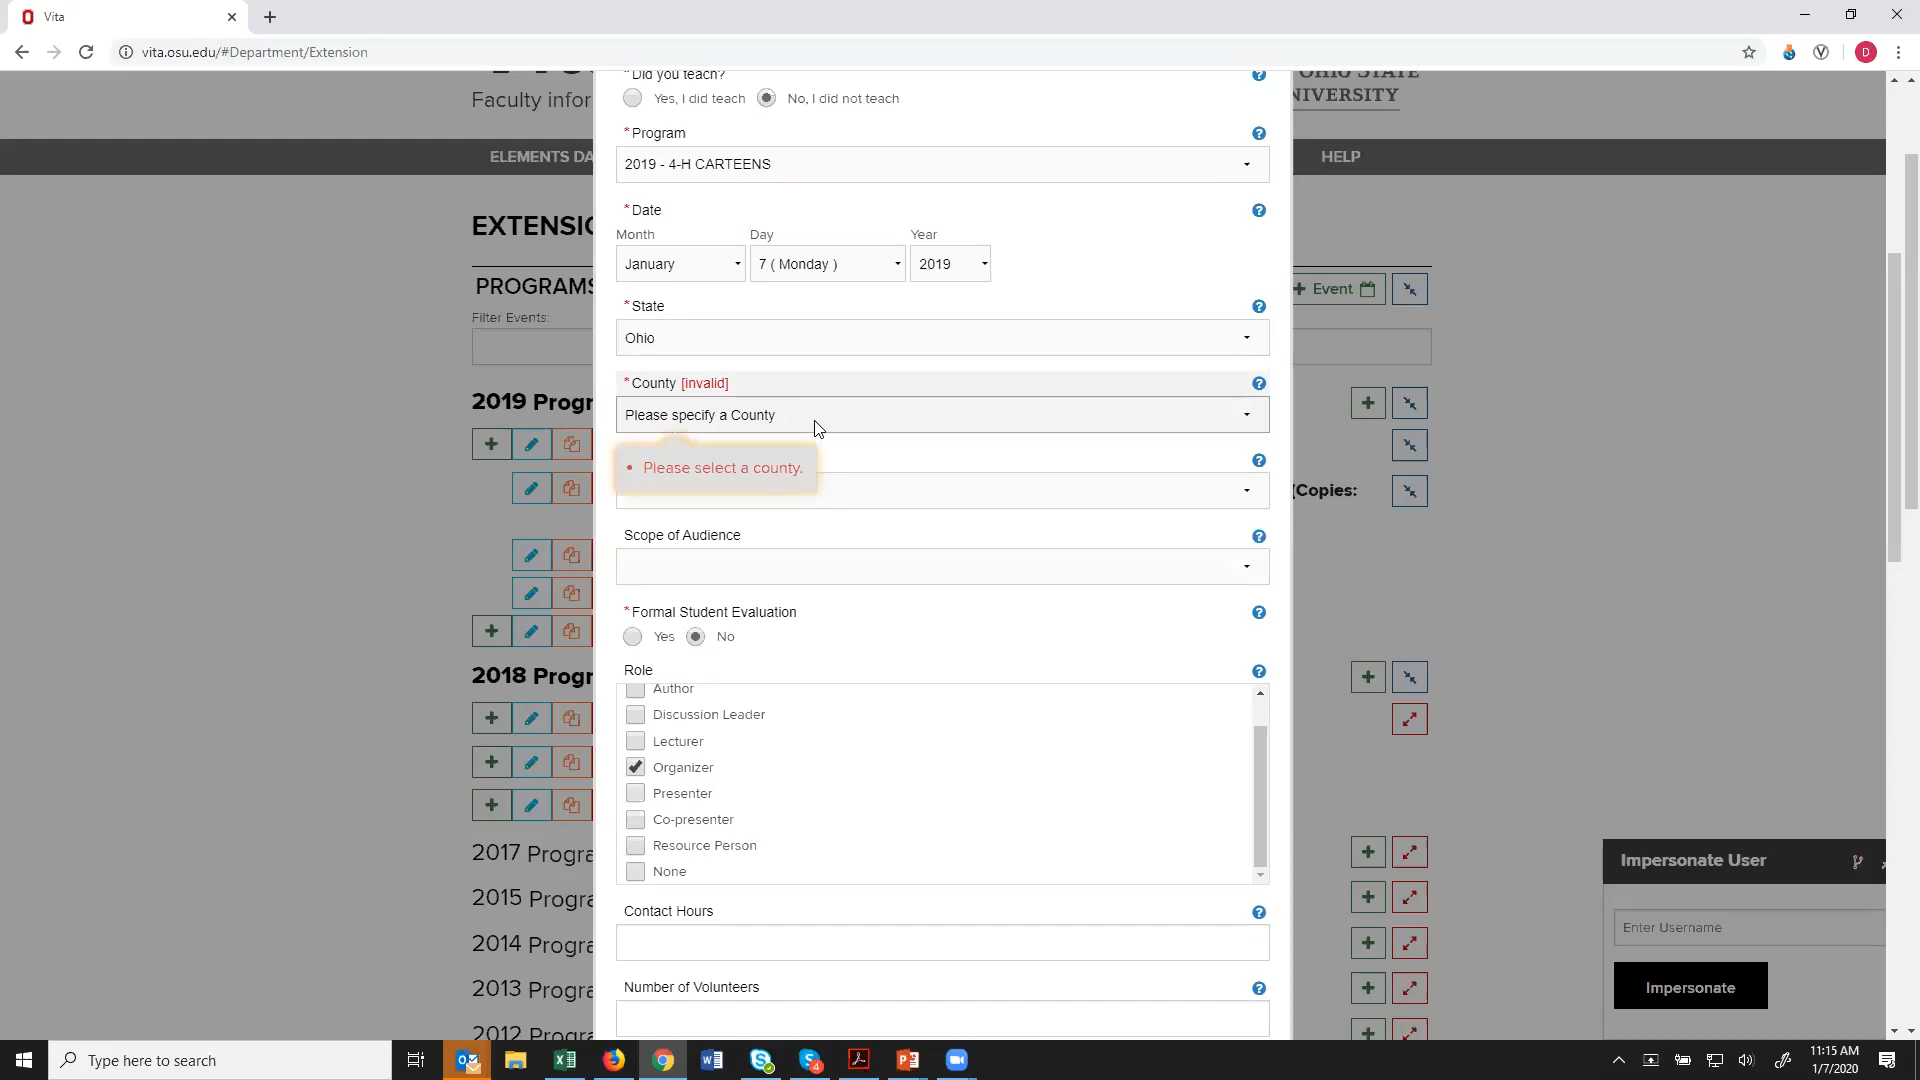 Vita
vita.osu.edu/#Department/Extension
D
Faculty infor
OHIO STATE
NIVERSITY
ELEMENTS DA
HELP
EXTENSIO
PROGRAMS
+ Event
Filter Events:
2019 Progr
(Copies:
2018 Progr
2017 Progra
2015 Progra
2014 Progra
2013 Progra
2012 Progra
*Did you teach?
Yes, I did teach
No, I did not teach
*Program
2019 - 4-H CARTEENS
*Date
Month
Day
Year
January
7 ( Monday )
2019
*State
Ohio
*County [invalid]
Please specify a County
• Please select a county.
Scope of Audience
*Formal Student Evaluation
Yes
No
Role
Author
Discussion Leader
Lecturer
Organizer
Presenter
Co-presenter
Resource Person
None
Contact Hours
Number of Volunteers
Impersonate User
Enter Username
Impersonate
Type here to search
11:15 AM
1/7/2020